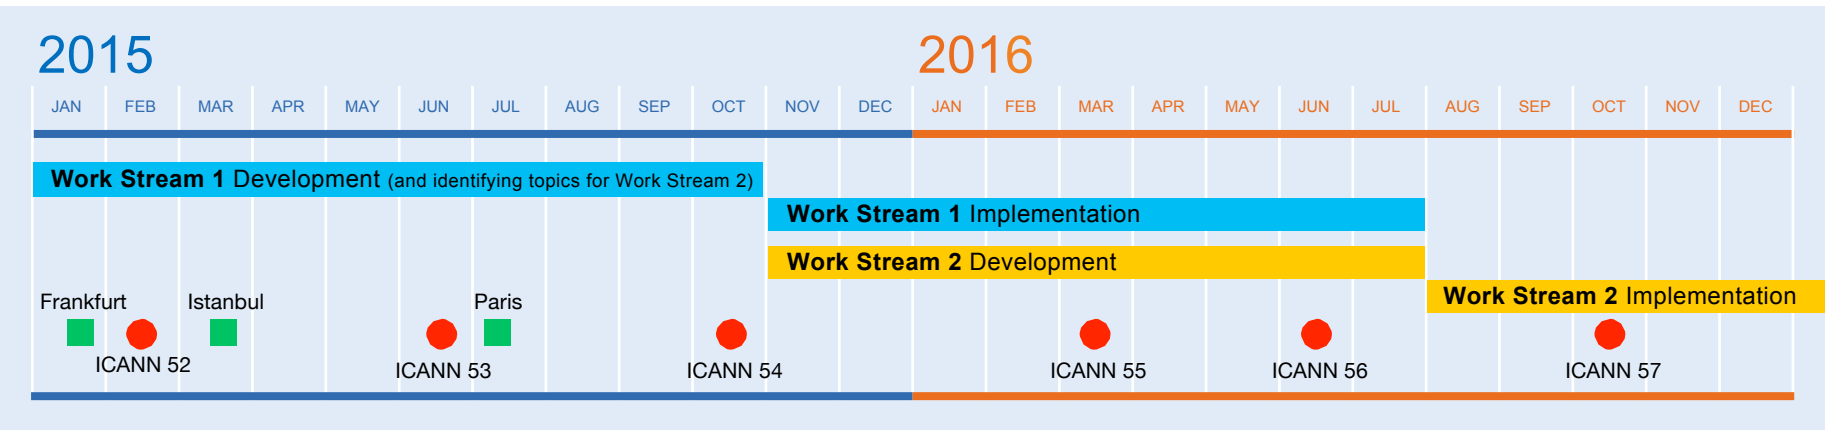 2015 2016
JAN FEB MAR APR MAY JUN JUL AUG SEP OCT NOV DEC JAN FEB MAR APR MAY JUN JUL AUG SEP OCT NOV DEC
Work Stream 1 Development (and identifying topics for Work Stream 2)
Work Stream 1 Implementation
Work Stream 2 Development
Work Stream 2 Implementation
Frankfurt Istanbul Paris
ICANN 52 ICANN 53 ICANN 54 ICANN 55 ICANN 56 ICANN 57